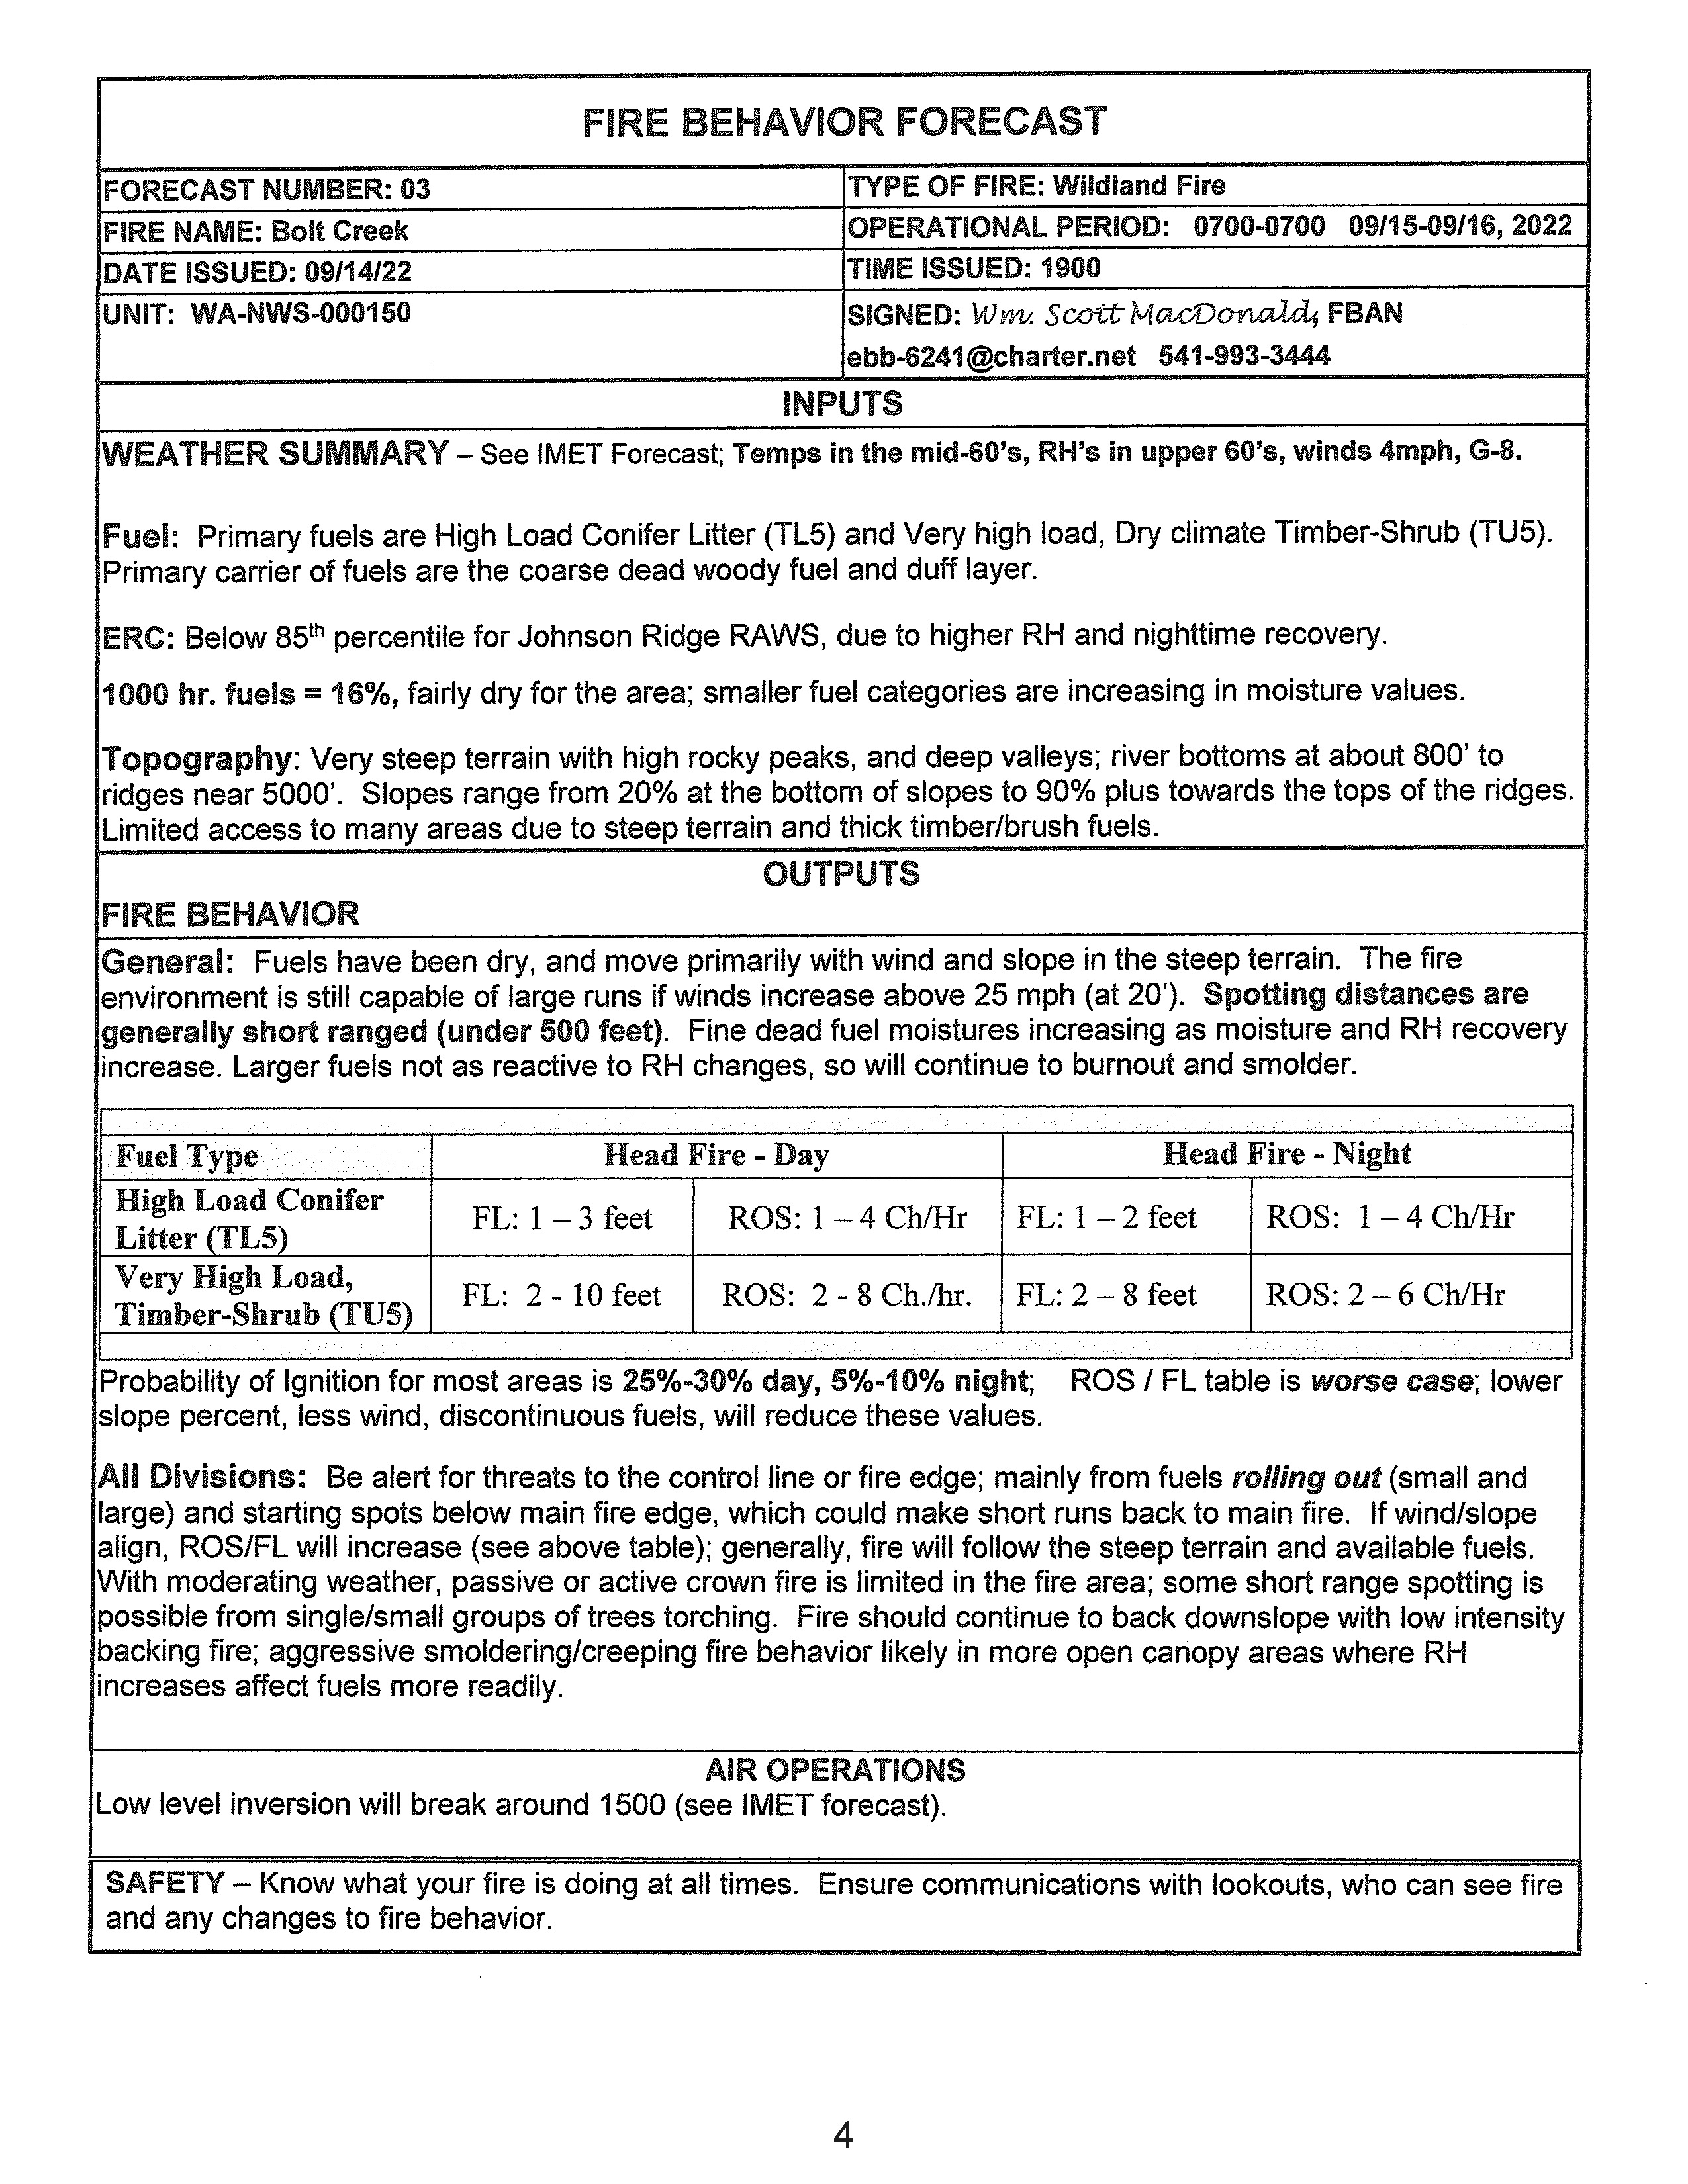 FIRE BEHAVIOR FORECAST
FORECAST NUMBER: 03
TYPE OF FIRE: Wildland Fire
FIRE NAME: Bolt Creek
OPERATIONAL PERIOD: 0700-0700 09/15-09/16, 2022
DATE ISSUED: 09/14/22
TIME ISSUED: 1900
UNIT: WA-NWS-000150
SIGNED: Wm. Scott MacDonald, FBAN
ebb-6241@charter.net 541-993-3444
INPUTS
WEATHER SUMMARY – See IMET Forecast; Temps in the mid-60's, RH's in upper 60's, winds 4mph, G-8.
Fuel: Primary fuels are High Load Conifer Litter (TL5) and Very high load, Dry climate Timber-Shrub (TU5).
Primary carrier of fuels are the coarse dead woody fuel and duff layer.
ERC: Below 85th percentile for Johnson Ridge RAWS, due to higher RH and nighttime recovery.
1000 hr. fuels = 16%, fairly dry for the area; smaller fuel categories are increasing in moisture values.
Topography: Very steep terrain with high rocky peaks, and deep valleys; river bottoms at about 800' to
ridges near 5000'. Slopes range from 20% at the bottom of slopes to 90% plus towards the tops of the ridges.
Limited access to many areas due to steep terrain and thick timber/brush fuels.
OUTPUTS
FIRE BEHAVIOR
General: Fuels have been dry, and move primarily with wind and slope in the steep terrain. The fire
environment is still capable of large runs if winds increase above 25 mph (at 20'). Spotting distances are
generally short ranged (under 500 feet). Fine dead fuel moistures increasing as moisture and RH recovery
increase. Larger fuels not as reactive to RH changes, so will continue to burnout and smolder.
Fuel Type Head Fire - Day Head Fire - Night
High Load Conifer
Litter (TL5)
FL: 1 – 3 feet ROS: 1 – 4 Ch/Hr FL: 1 – 2 feet ROS: 1 – 4 Ch/Hr
Very High Load,
Timber-Shrub (TU5)
FL: 2 - 10 feet ROS: 2 - 8 Ch./hr. FL: 2 – 8 feet ROS: 2 – 6 Ch/Hr
Probability of Ignition for most areas is 25%-30% day, 5%-10% night; ROS / FL table is worse case; lower
slope percent, less wind, discontinuous fuels, will reduce these values.
All Divisions: Be alert for threats to the control line or fire edge; mainly from fuels rolling out (small and
large) and starting spots below main fire edge, which could make short runs back to main fire. If wind/slope
align, ROS/FL will increase (see above table); generally, fire will follow the steep terrain and available fuels.
With moderating weather, passive or active crown fire is limited in the fire area; some short range spotting is
possible from single/small groups of trees torching. Fire should continue to back downslope with low intensity
backing fire; aggressive smoldering/creeping fire behavior likely in more open canopy areas where RH
increases affect fuels more readily.
AIR OPERATIONS
Low level inversion will break around 1500 (see IMET forecast).
SAFETY – Know what your fire is doing at all times. Ensure communications with lookouts, who can see fire
and any changes to fire behavior.
4